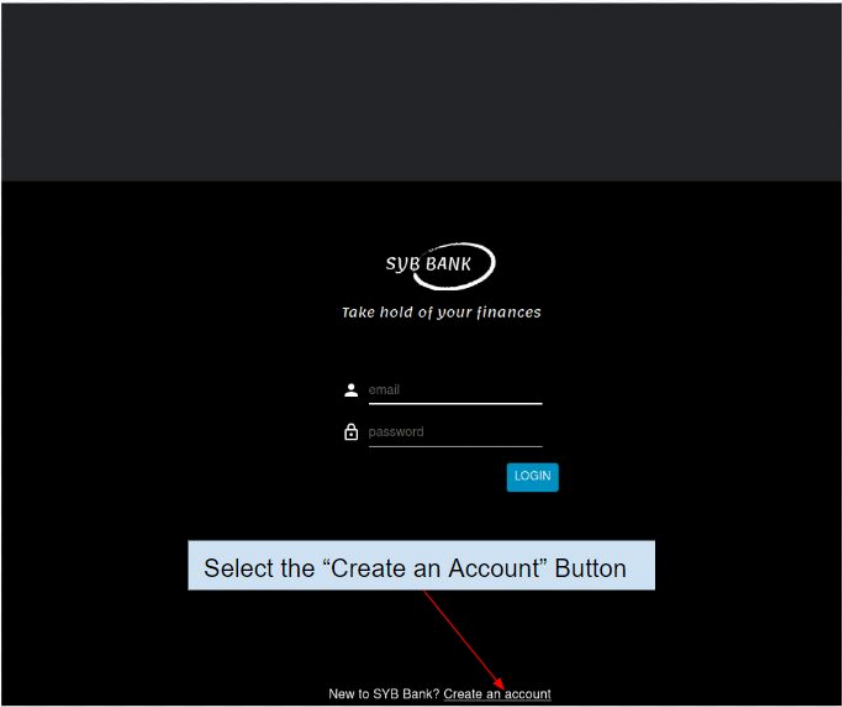 SYB BANK
Take hold of your finances
email
password
LOGIN
Select the “Create an Account” Button
New to SYB Bank? Create an account